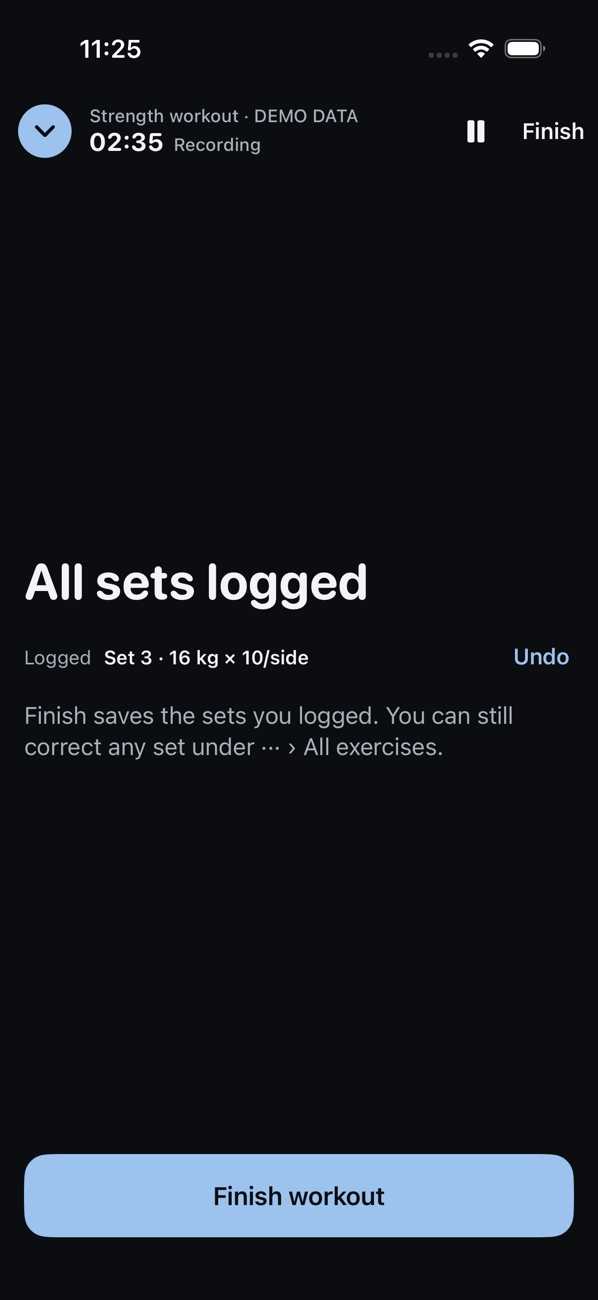 11:25
Strength workout · DEMO DATA
02:35 Recording
Finish
All sets logged
Logged Set 3 · 16 kg × 10/side
Undo
Finish saves the sets you logged. You can still
correct any set under ··· › All exercises.
Finish workout